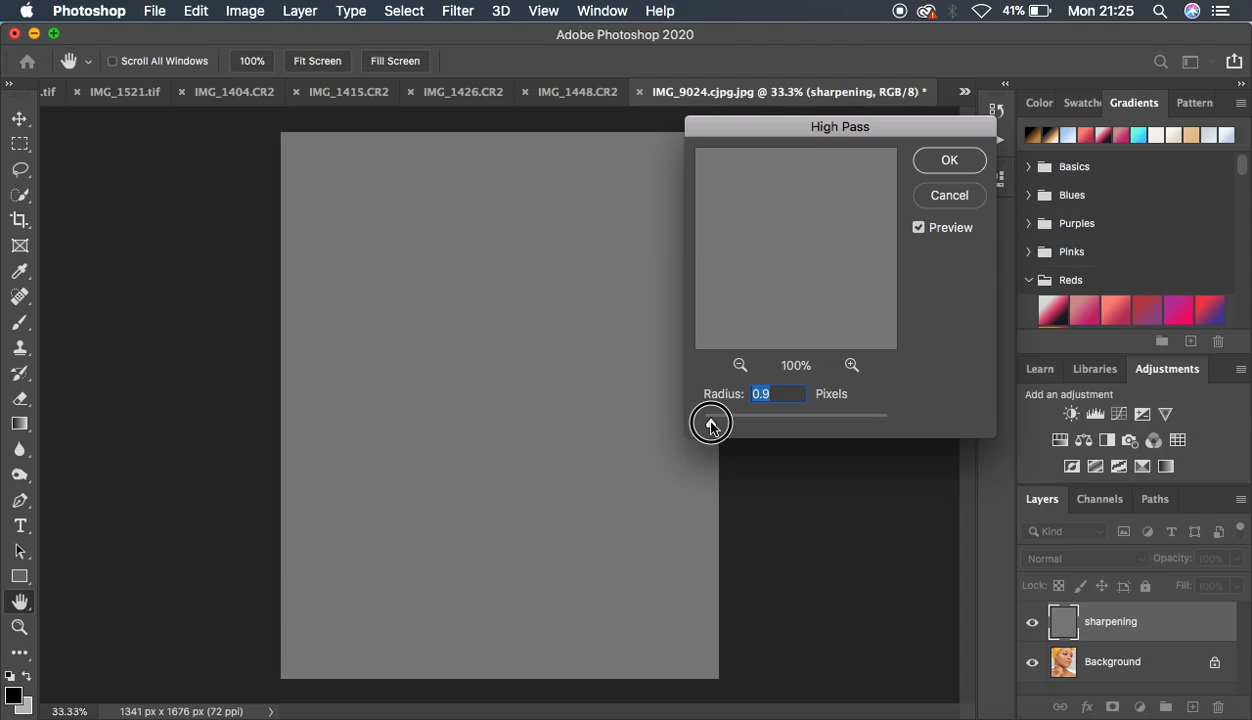 Photoshop File Edit Image Layer Type Select Filter 3D View Window Help 41% Mon 21:25
Adobe Photoshop 2020
Scroll All Windows 100% Fit Screen Fill Screen
.tif × IMG_1521.tif × IMG_1404.CR2 × IMG_1415.CR2 × IMG_1426.CR2 × IMG_1448.CR2 × IMG_9024.cjpg.jpg @ 33.3% (sharpening, RGB/8) *
Color Swatche Gradients Pattern
High Pass
OK
Cancel
Preview
100%
Radius: 0.9 Pixels
Basics
Blues
Purples
Pinks
Reds
Learn Libraries Adjustments
Add an adjustment
Layers Channels Paths
Kind
Normal Opacity: 100%
Lock: Fill: 100%
sharpening
Background
33.33% 1341 px x 1676 px (72 ppi)